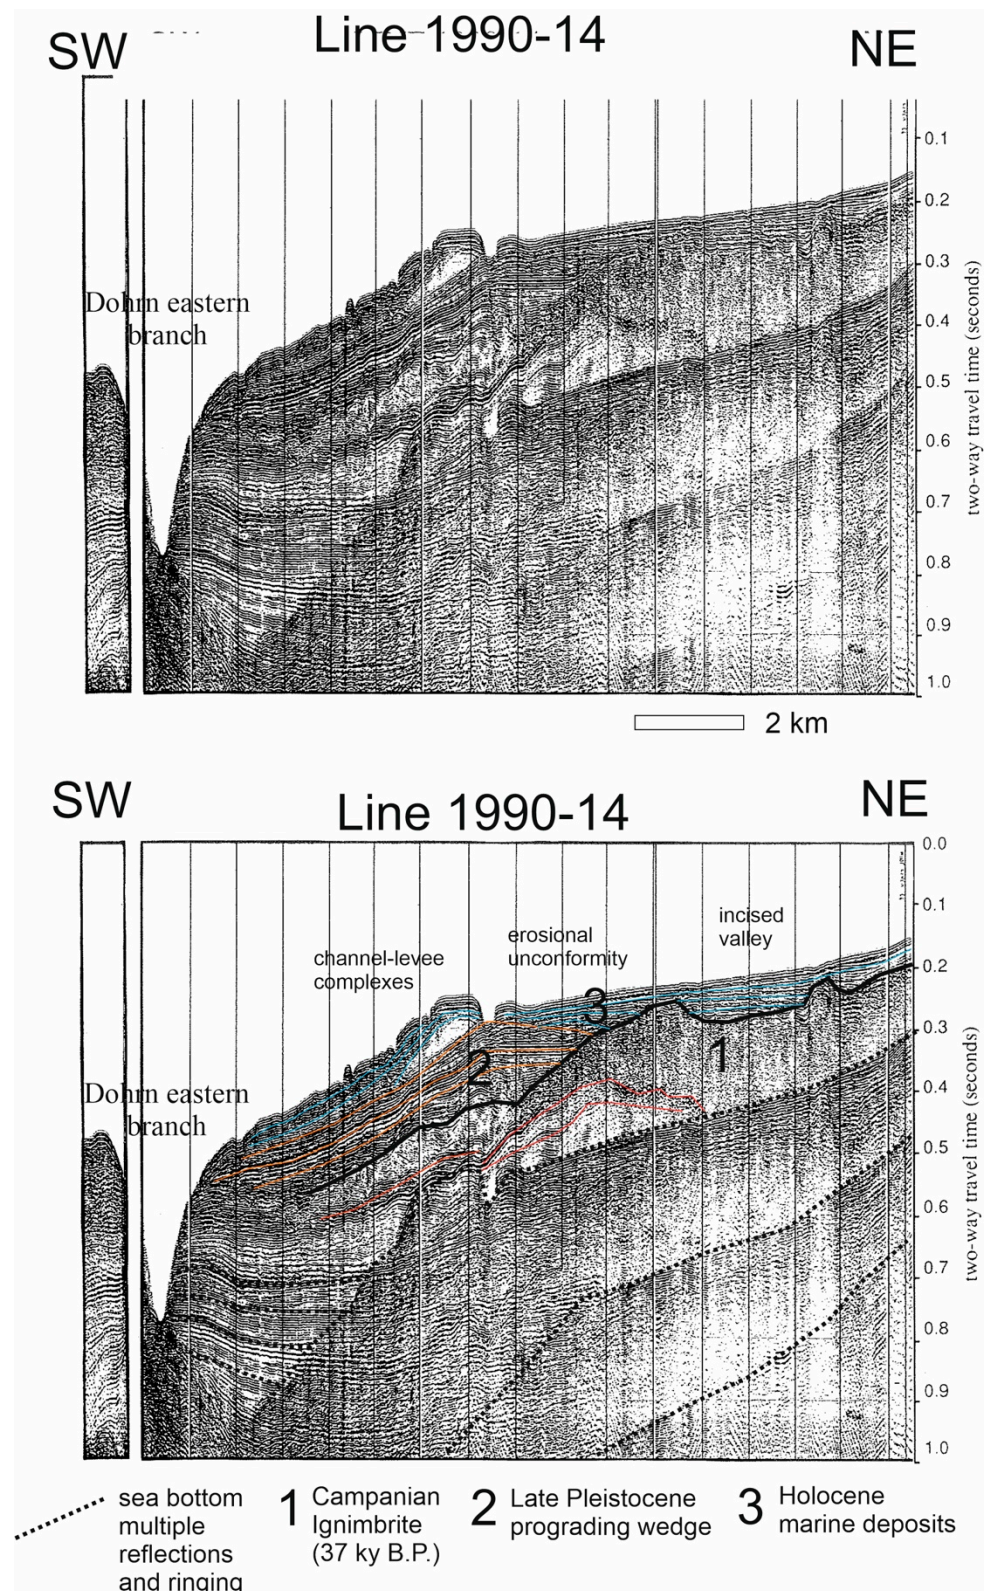 Line 1990-14
SW
NE
0.1
0.2
0.3
0.4
0.5
0.6
0.7
0.8
0.9
1.0
two-way travel time (seconds)
Dohrn eastern
branch
2 km
SW
Line 1990-14
NE
0.0
0.1
0.2
0.3
0.4
0.5
0.6
0.7
0.8
0.9
1.0
two-way travel time (seconds)
channel-levee
complexes
erosional
unconformity
incised
valley
3
2
1
Dohrn eastern
branch
sea bottom
multiple
reflections
and ringing
1 Campanian
Ignimbrite
(37 ky B.P.)
2 Late Pleistocene
prograding wedge
3 Holocene
marine deposits